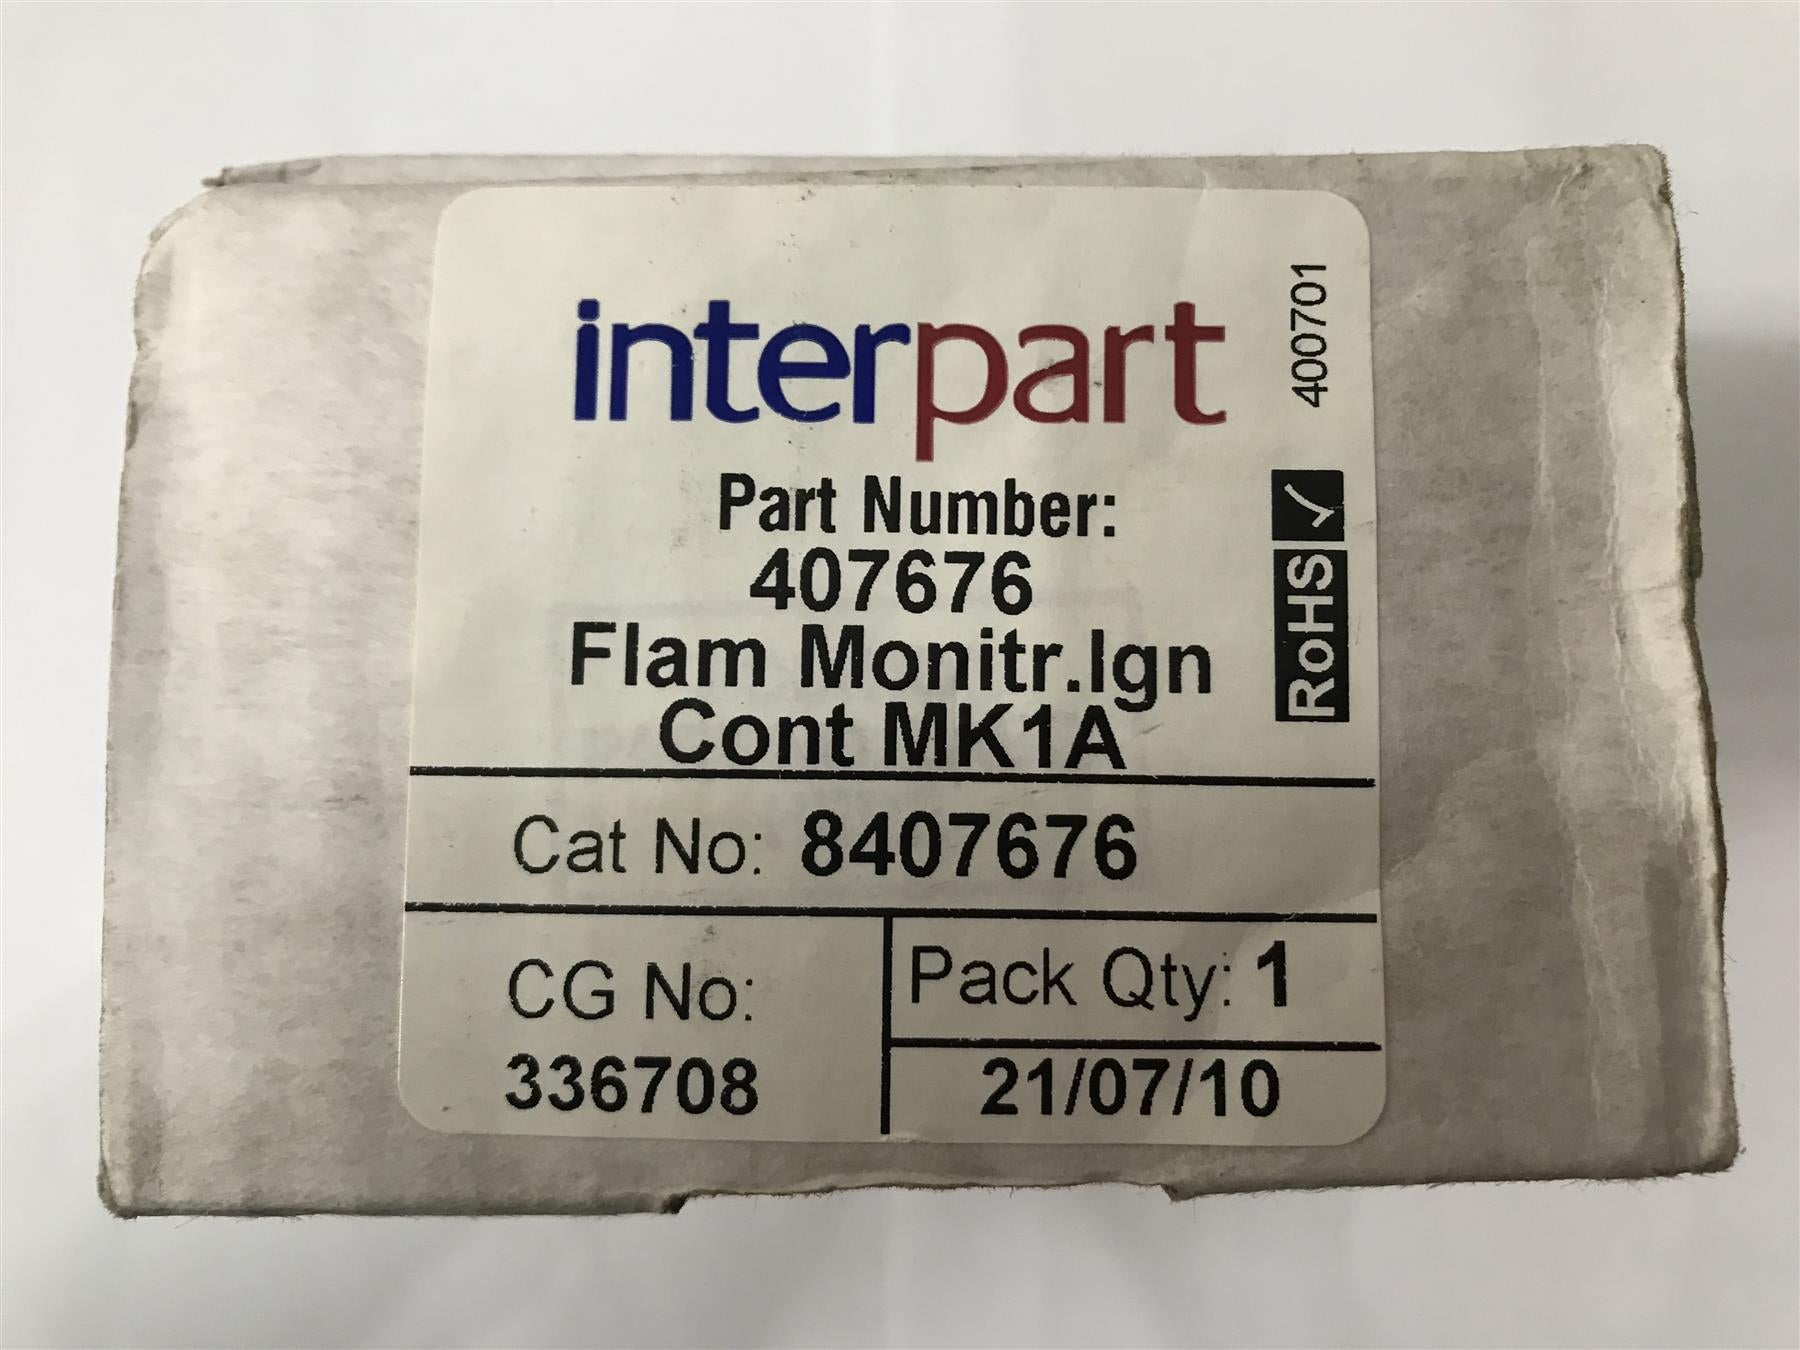 interpart
400701
Part Number:
407676
Flam Monitr.Ign
Cont MK1A
RoHS
Cat No: 8407676
CG No:
336708
Pack Qty: 1
21/07/10